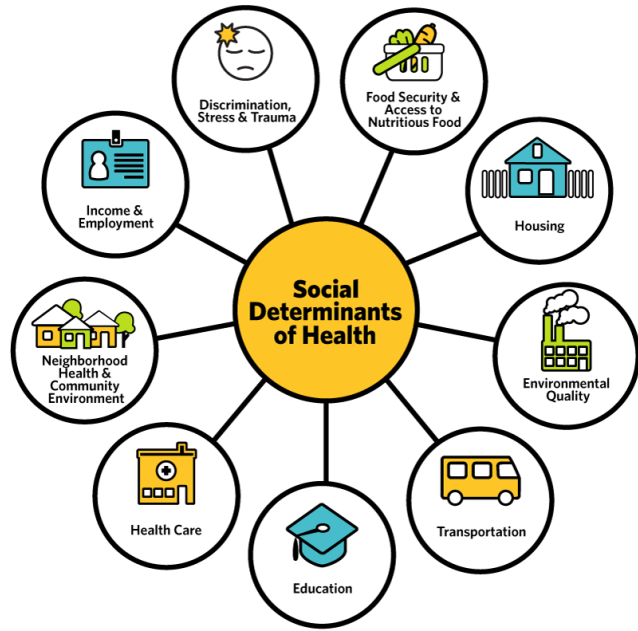 Social
Determinants
of Health
Discrimination,
Stress & Trauma
Food Security &
Access to
Nutritious Food
Housing
Environmental
Quality
Transportation
Education
Health Care
Neighborhood
Health &
Community
Environment
Income &
Employment